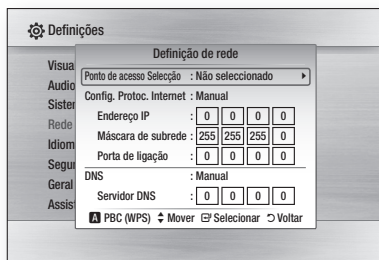 Definições
Definição de rede
Visua
Audio
Sister
Rede
Idiom
Segur
Geral
Assist
Ponto de acesso Selecção : Não seleccionado
Config. Protoc. Internet : Manual
Endereço IP : 0 0 0 0
Máscara de subrede : 255 255 255 0
Porta de ligação : 0 0 0 0
DNS : Manual
Servidor DNS : 0 0 0 0
A PBC (WPS) Mover Selecionar Voltar